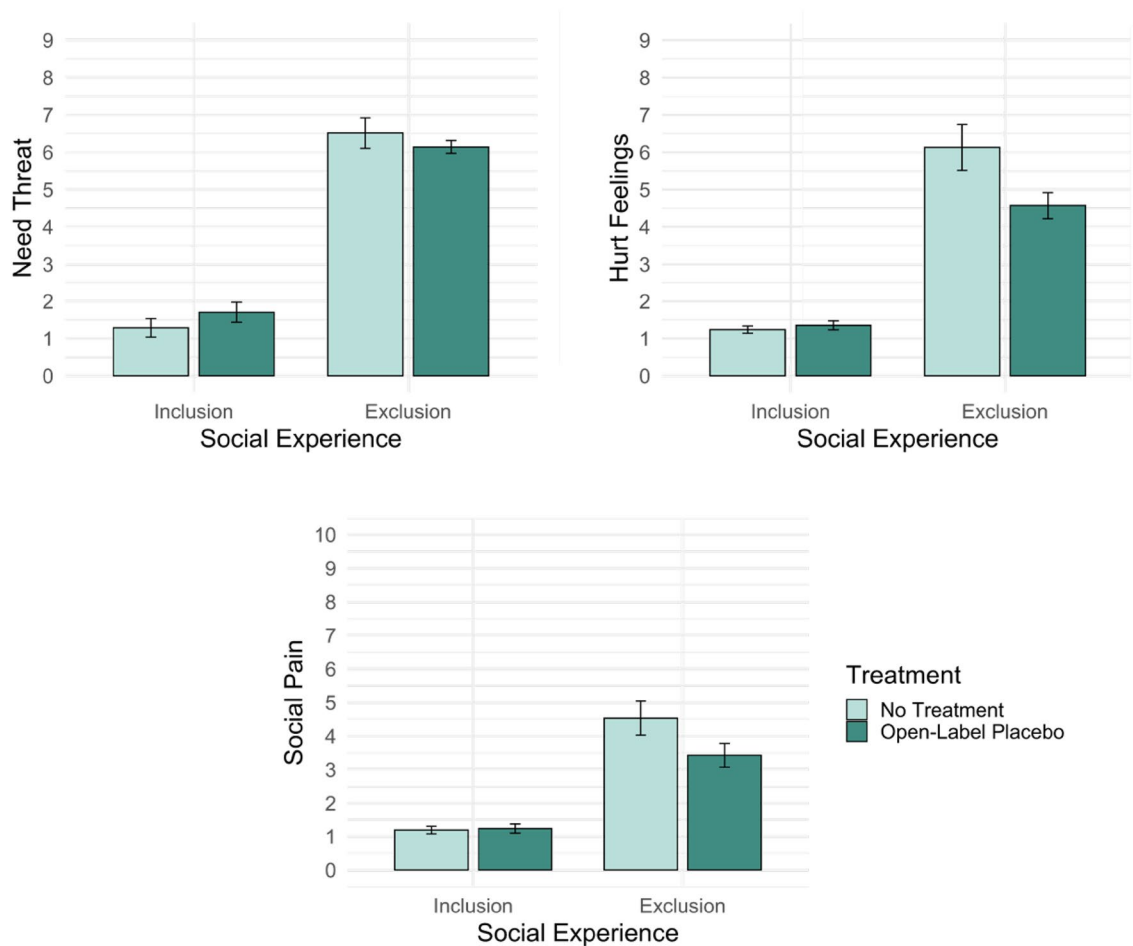 9
8
7
6
5
4
3
2
1
0
Need Threat
Inclusion Exclusion
Social Experience
9
8
7
6
5
4
3
2
1
0
Hurt Feelings
Inclusion Exclusion
Social Experience
10
9
8
7
6
5
4
3
2
1
0
Social Pain
Inclusion Exclusion
Social Experience
Treatment
No Treatment
Open-Label Placebo